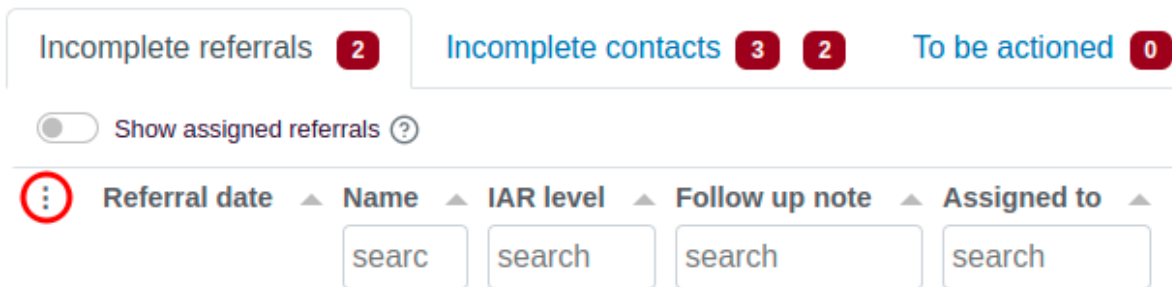 Incomplete referrals 2 Incomplete contacts 3 2 To be actioned 0
Show assigned referrals ?
Referral date Name IAR level Follow up note Assigned to
searc search search search